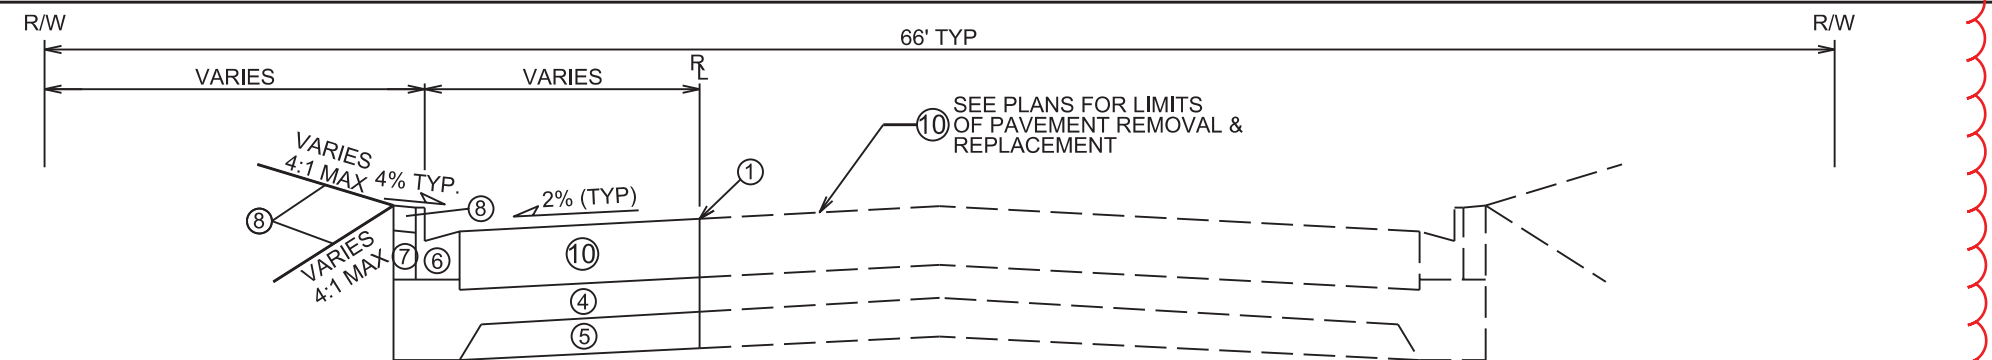 R/W
R/W
66' TYP
VARIES
VARIES
RL
10
SEE PLANS FOR LIMITS
OF PAVEMENT REMOVAL &
REPLACEMENT
VARIES
4:1 MAX
4% TYP.
1
8
8
2% (TYP)
VARIES
4:1 MAX
7
6
10
4
5